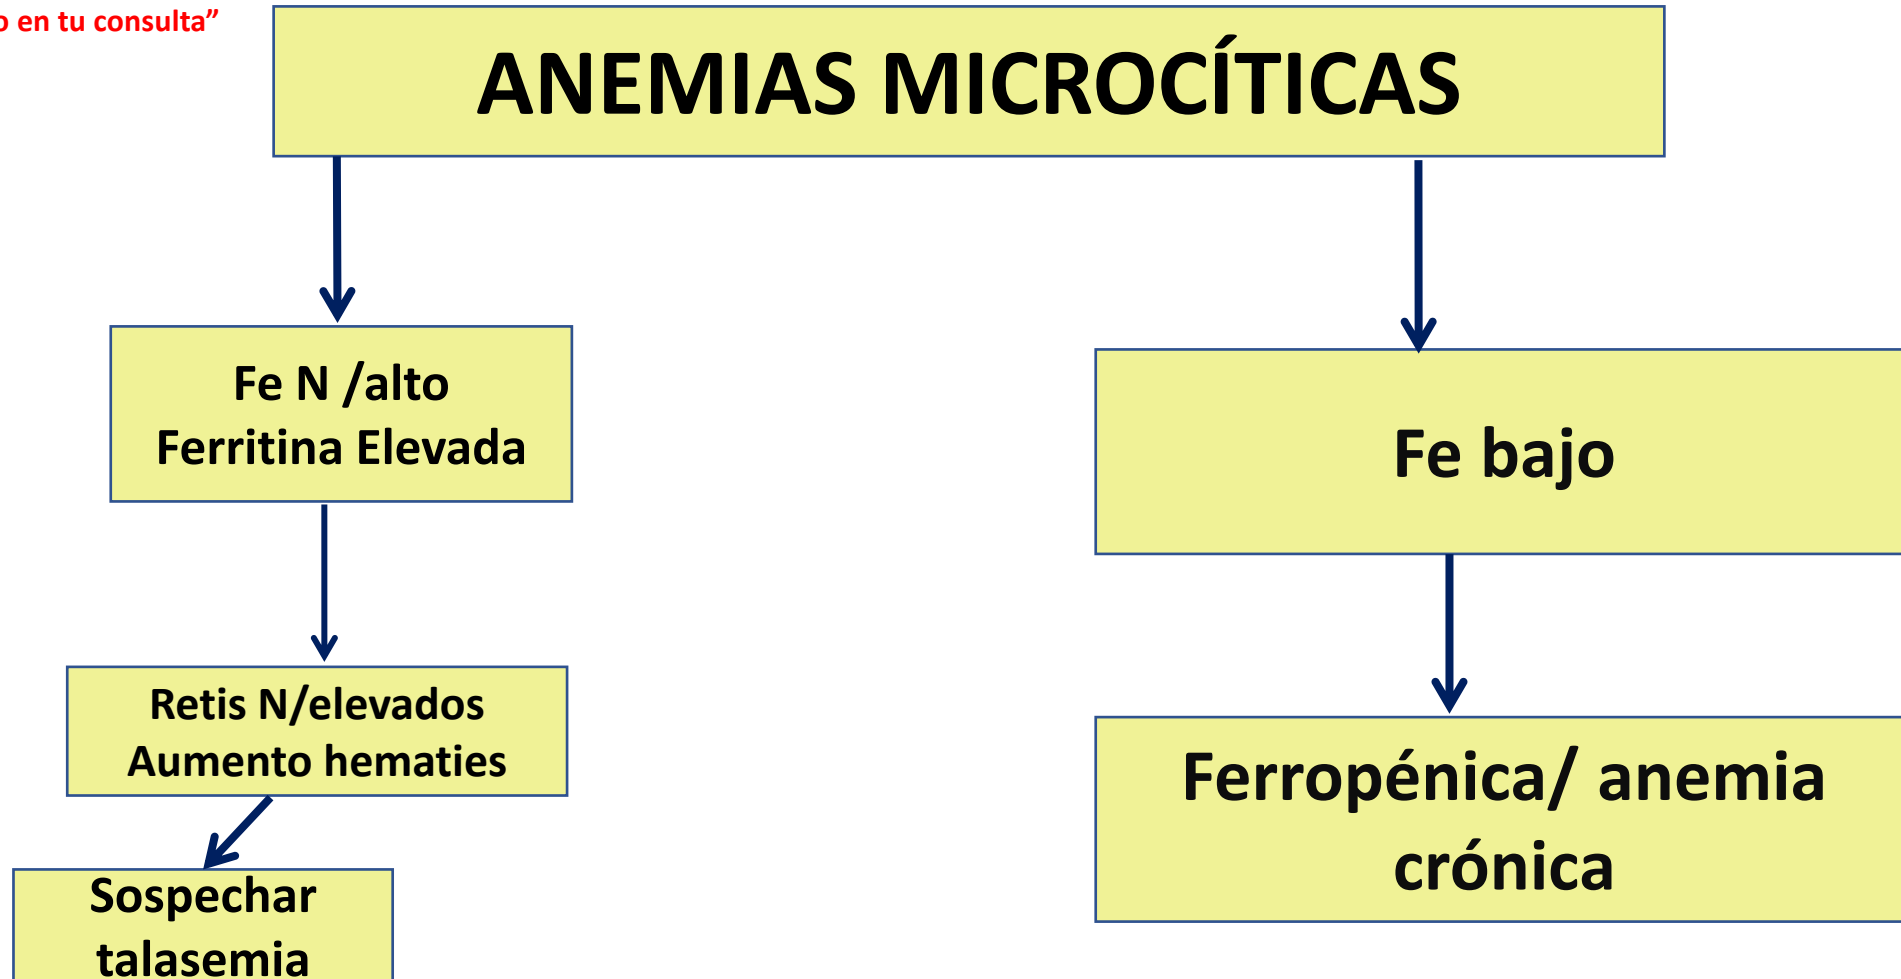 o en tu consulta”
ANEMIAS MICROCÍTICAS
Fe N /alto
Ferritina Elevada
Fe bajo
Retis N/elevados
Aumento hematies
Ferropénica/ anemia
crónica
Sospechar
talasemia